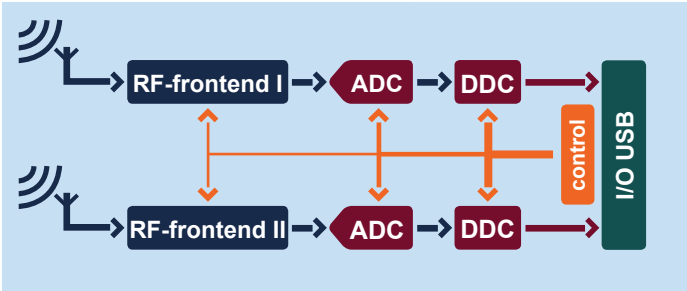 RF-frontend I
ADC
DDC
control
I/O USB
RF-frontend II
ADC
DDC